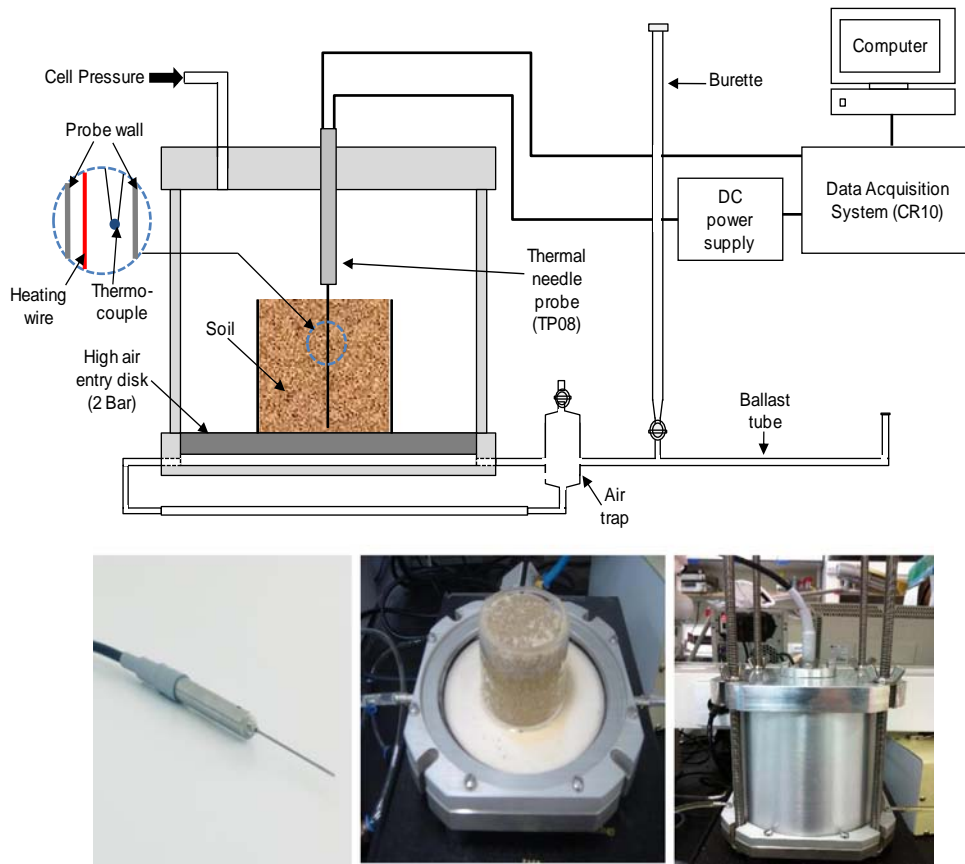 Computer
Cell Pressure
Burette
Probe wall
Data Acquisition
System (CR10)
DC
power
supply
Heating
wire
Thermo-
couple
Thermal
needle
probe
(TP08)
Soil
High air
entry disk
(2 Bar)
Ballast
tube
Air
trap